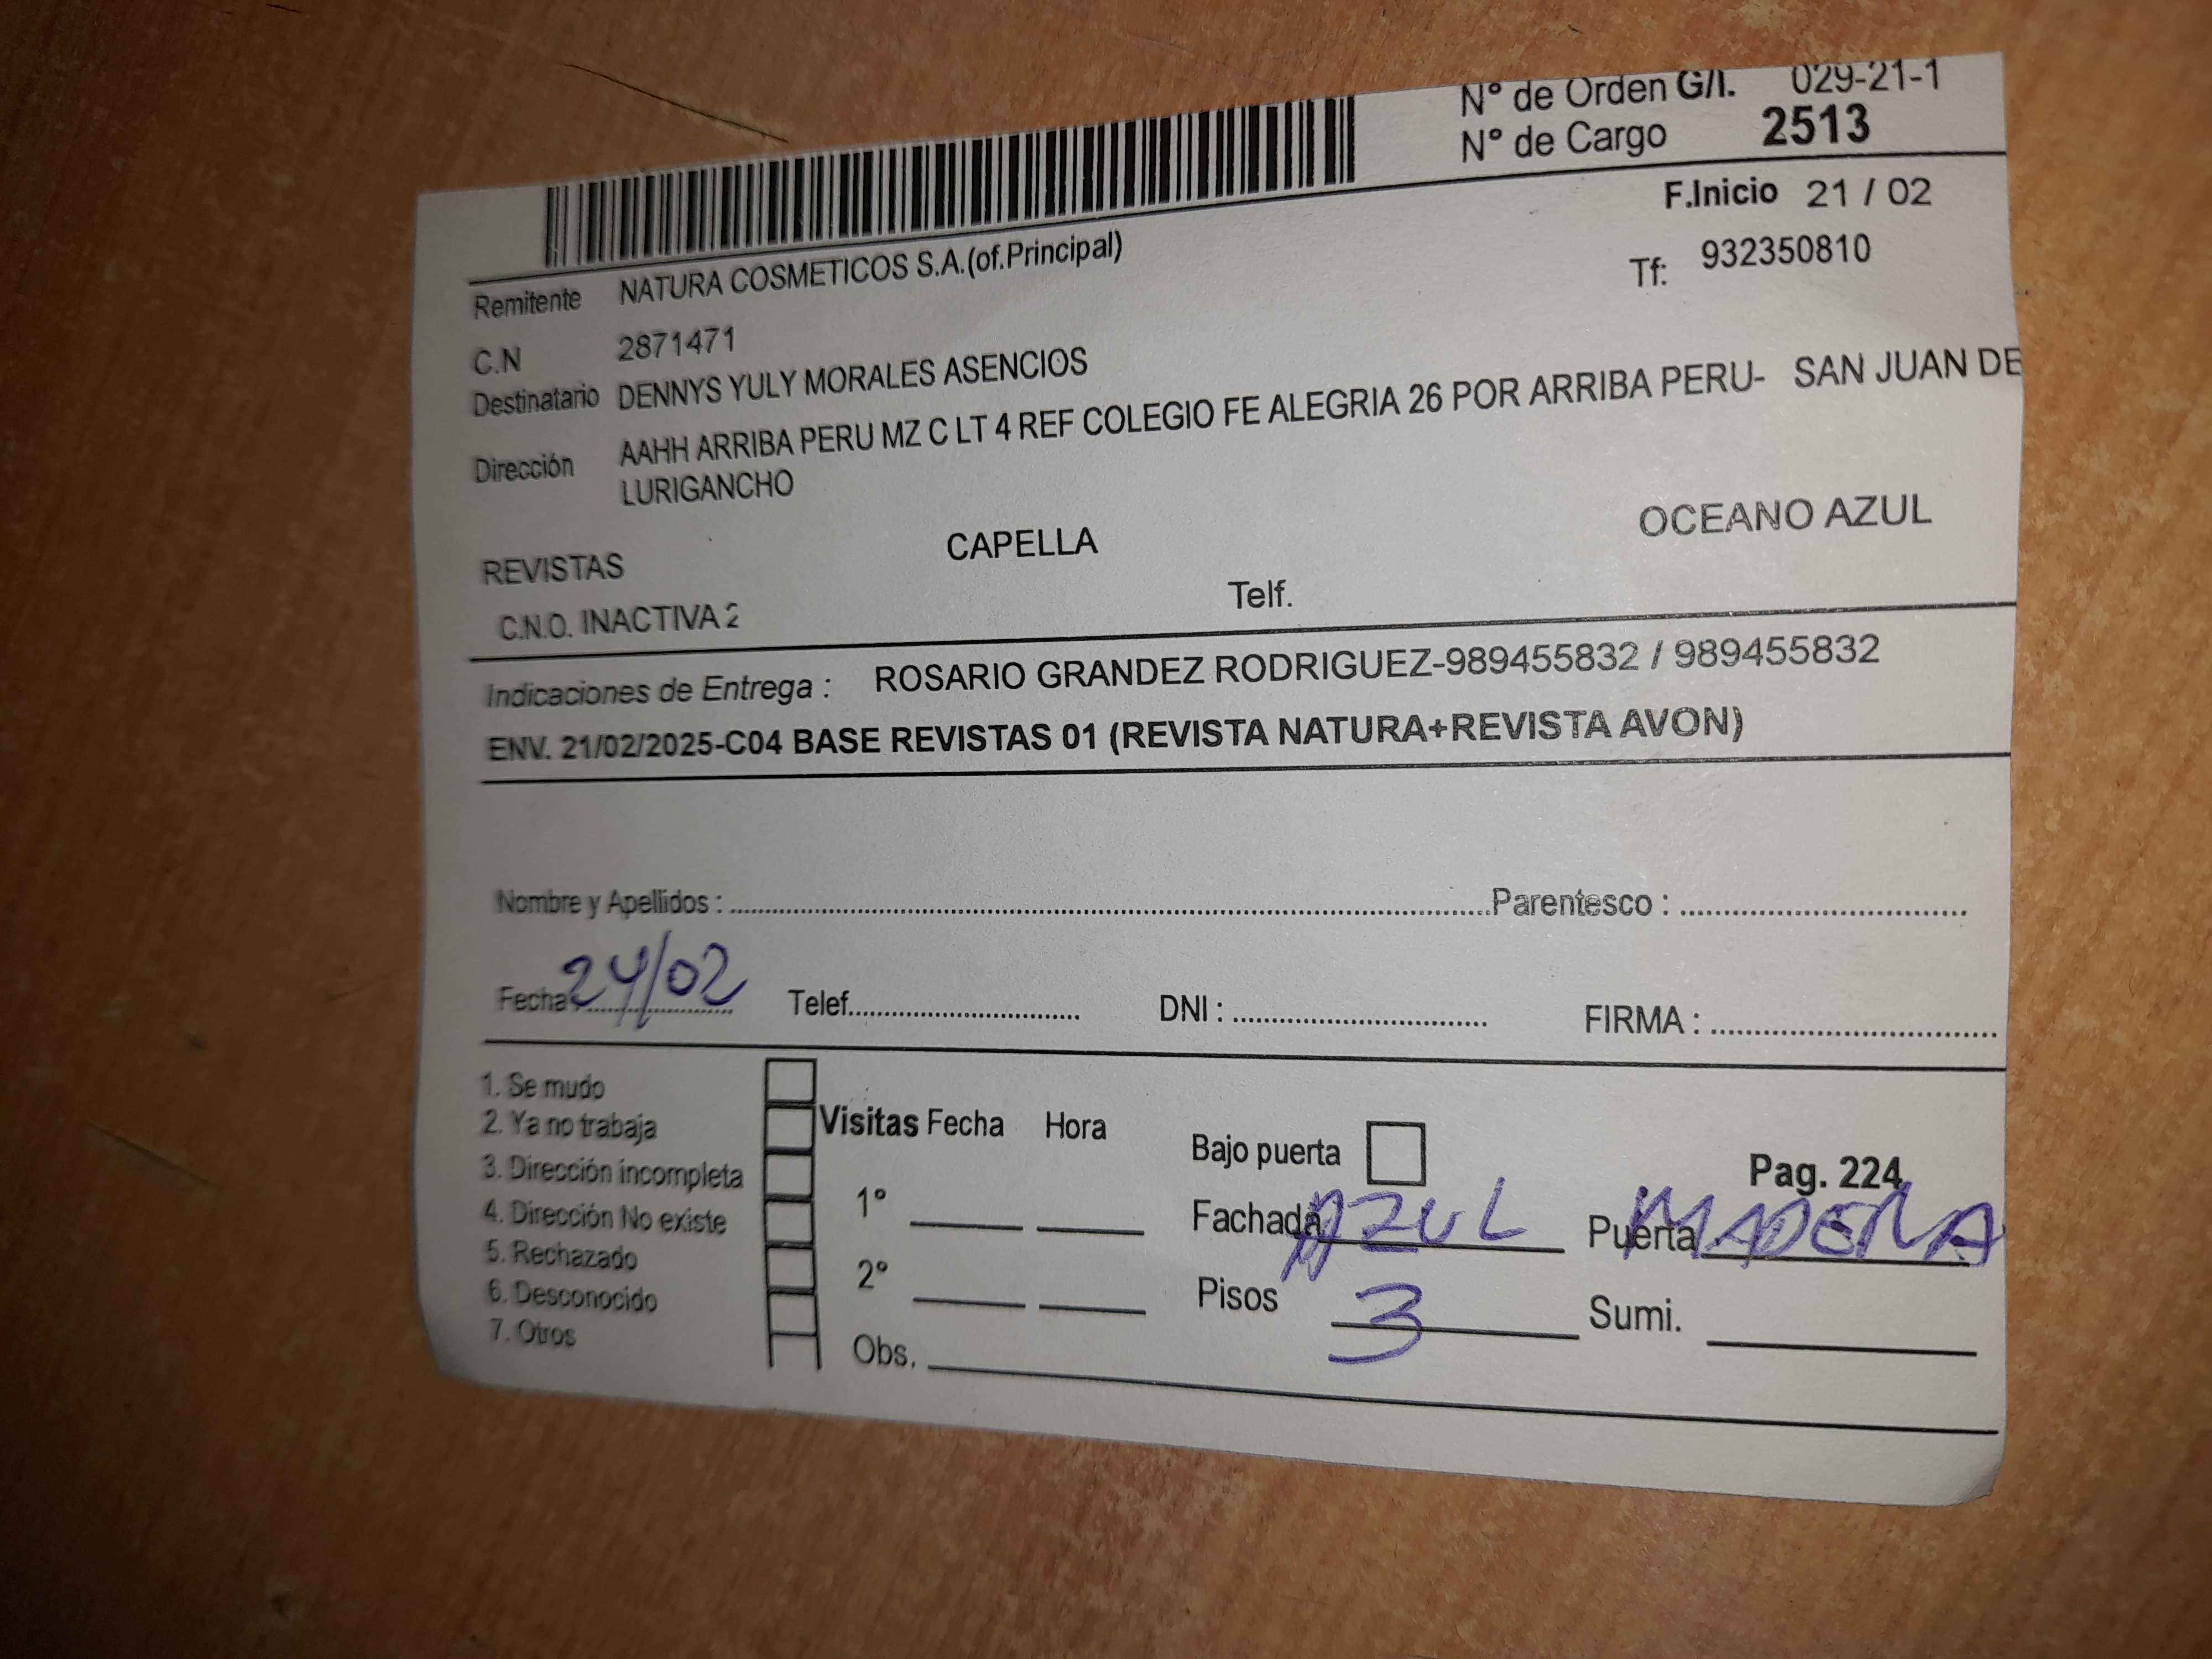 N° de Orden G/I. 029-21-1
N° de Cargo 2513
F.Inicio 21 / 02
Remitente NATURA COSMETICOS S.A.(of.Principal)
Tf: 932350810
C.N 2871471
Destinatario DENNYS YULY MORALES ASENCIOS
Dirección AAHH ARRIBA PERU MZ C LT 4 REF COLEGIO FE ALEGRIA 26 POR ARRIBA PERU- SAN JUAN DE
LURIGANCHO
REVISTAS CAPELLA OCEANO AZUL
C.N.O. INACTIVA 2 Telf.
Indicaciones de Entrega : ROSARIO GRANDEZ RODRIGUEZ-989455832 / 989455832
ENV. 21/02/2025-C04 BASE REVISTAS 01 (REVISTA NATURA+REVISTA AVON)
Nombre y Apellidos : Parentesco :
Fecha 24/02 Telef. DNI : FIRMA :
1. Se mudo
2. Ya no trabaja
3. Dirección incompleta
4. Dirección No existe
5. Rechazado
6. Desconocido
7. Otros
Visitas Fecha Hora
1°
2°
Obs.
Bajo puerta Pag. 224
Fachada AZUL Puerta MADERA
Pisos 3 Sumi.